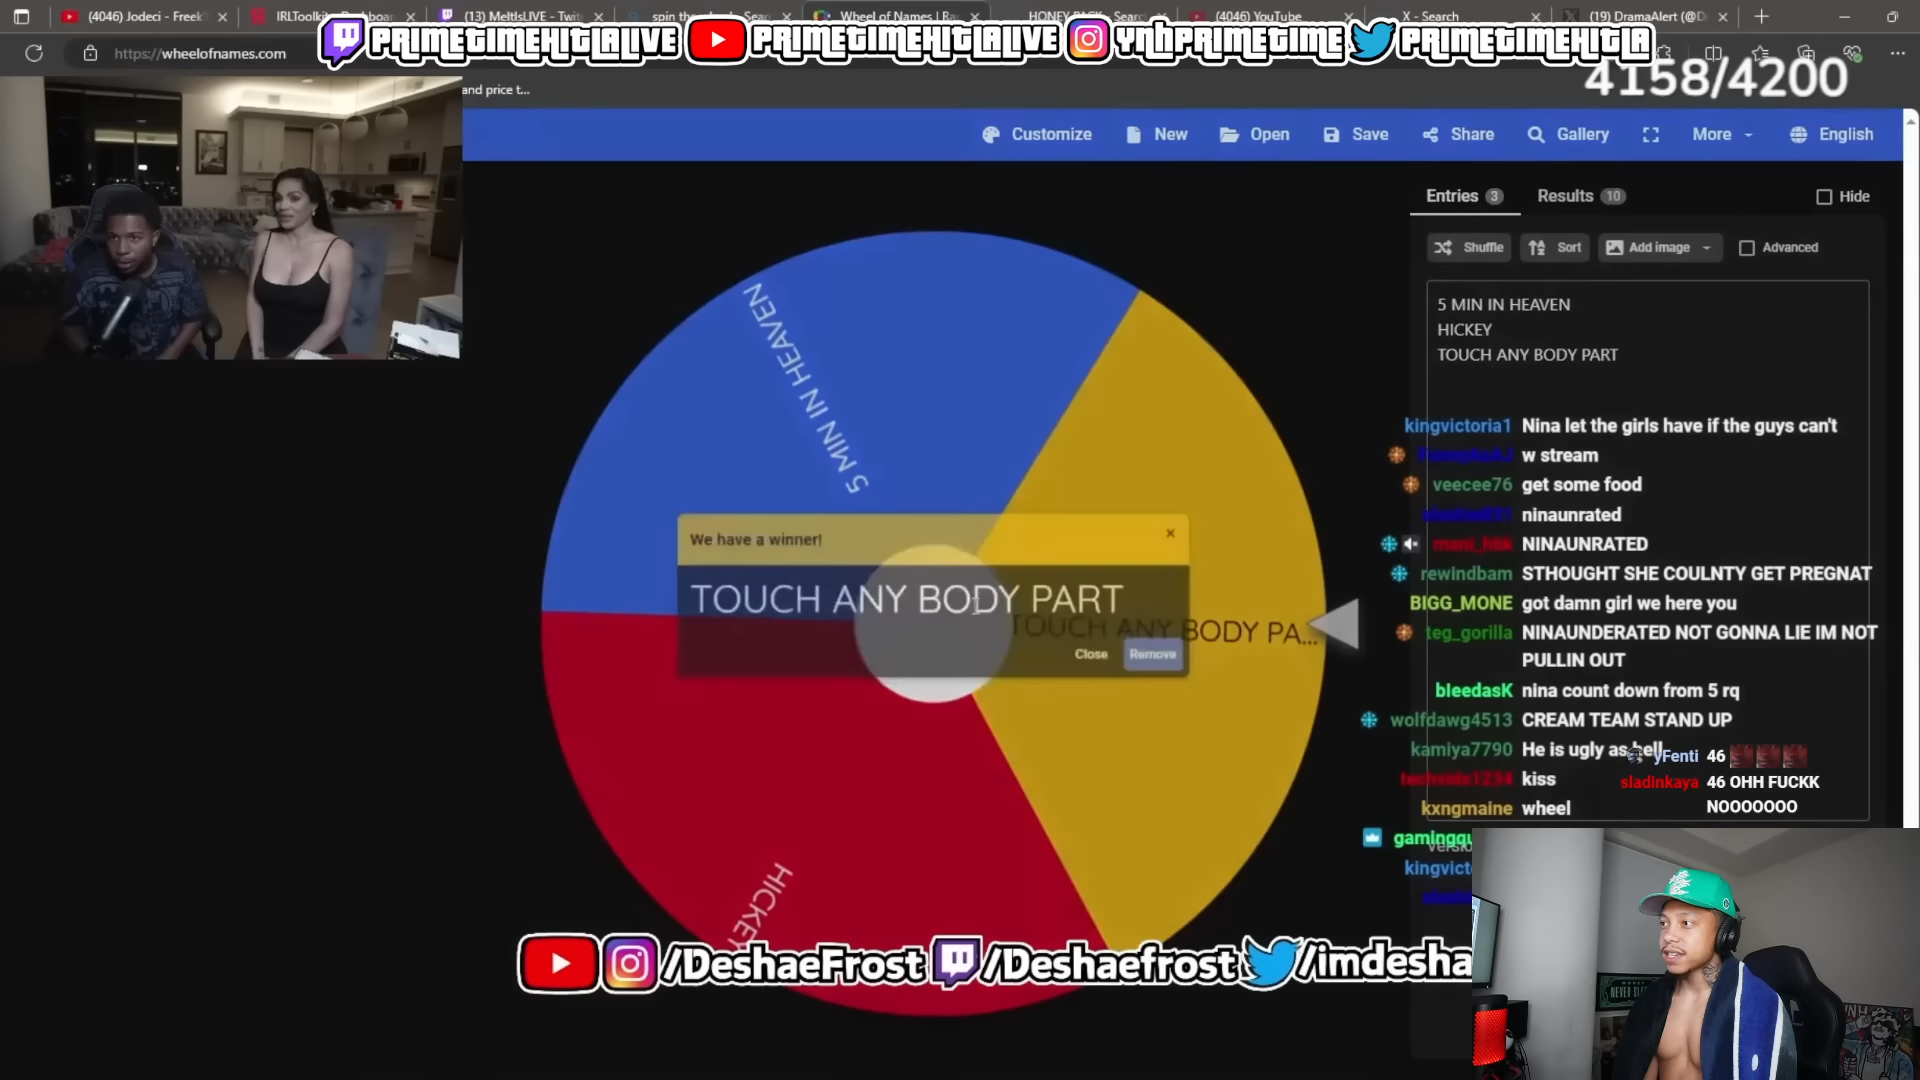 (4046) Jodeci - Freek
IRLToolkit
(13) MeltIsLIVE - Twit
Wheel of Names | Ra
(4046) YouTube
X - Search
(19) DramaAlert (@D
https://wheelofnames.com
PRIMETIMEHITLALIVE PRIMETIMEHITLALIVE YNHPRIMETIME PRIMETIMEHITLA
4158/4200
and price t...
Customize New Open Save Share Gallery More English
Entries 3 Results 10 Hide
Shuffle Sort Add image Advanced
5 MIN IN HEAVEN
HICKEY
TOUCH ANY BODY PART
5 MIN IN HEAVEN
We have a winner!
TOUCH ANY BODY PART
TOUCH ANY BODY PA...
Close Remove
HICKEY
kingvictoria1 Nina let the girls have if the guys can't
w stream
veecee76 get some food
ninaunrated
NINAUNRATED
rewindbam STHOUGHT SHE COULNTY GET PREGNAT
BIGG_MONE got damn girl we here you
teg_gorilla NINAUNDERATED NOT GONNA LIE IM NOT
PULLIN OUT
bleedasK nina count down from 5 rq
wolfdawg4513 CREAM TEAM STAND UP
kamiya7790 He is ugly as hell
kiss
kxngmaine wheel
gamingqu
kingvicto
yFenti 46
sladinkaya 46 OHH FUCKK
NOOOOOOO
/DeshaeFrost /Deshaefrost /imdesha